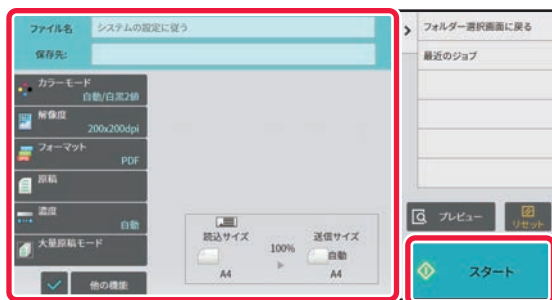 ファイル名 システムの設定に従う
保存先:
カラーモード
自動/白黒2値
解像度
200x200dpi
フォーマット
PDF
原稿
濃度
自動
大量原稿モード
他の機能
読込サイズ
A4
100%
送信サイズ
自動
A4
フォルダー選択画面に戻る
最近のジョブ
プレビュー
リセット
スタート